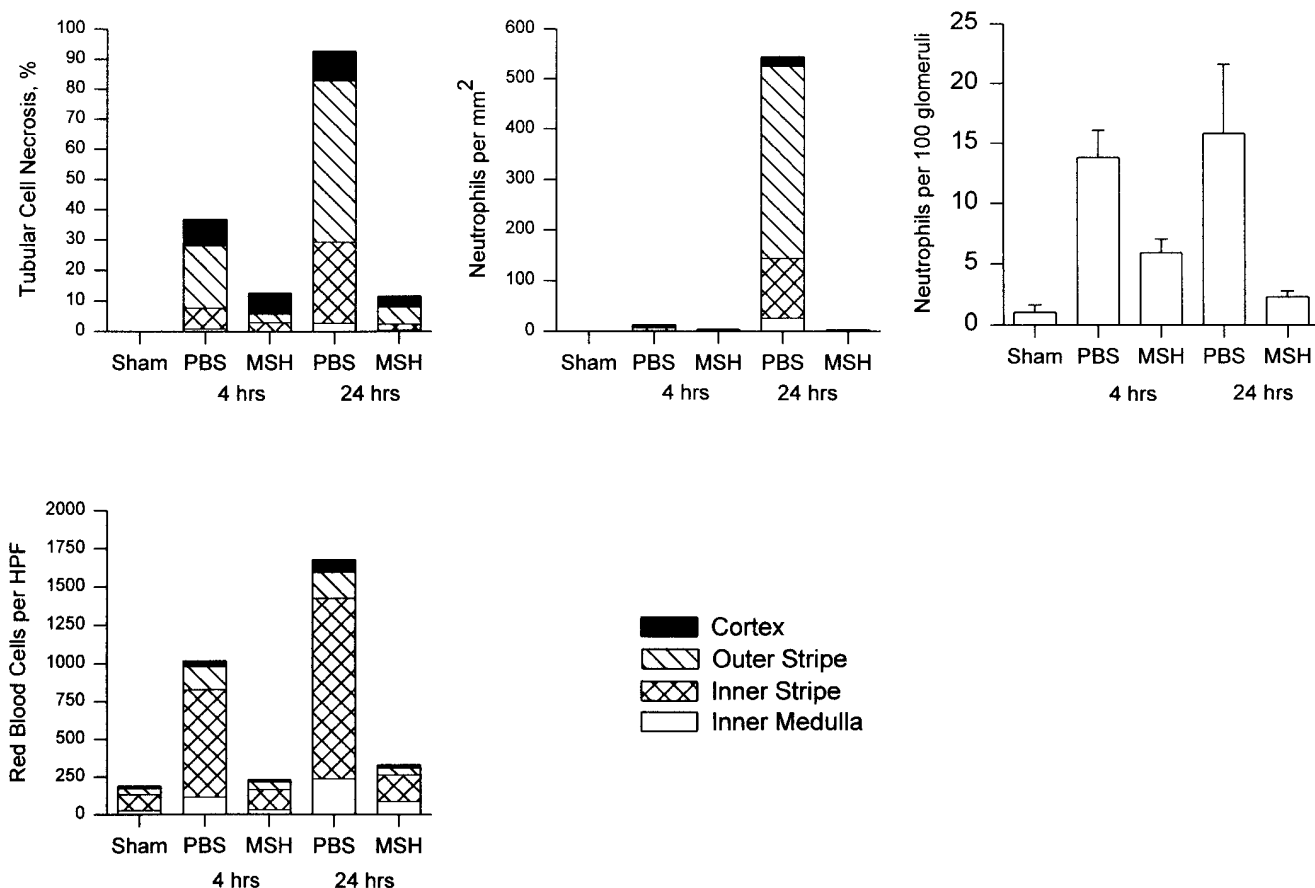 Tubular Cell Necrosis, %
100
90
80
70
60
50
40
30
20
10
0
Sham PBS MSH PBS MSH
4 hrs 24 hrs
Neutrophils per mm2
600
500
400
300
200
100
0
Sham PBS MSH PBS MSH
4 hrs 24 hrs
Neutrophils per 100 glomeruli
25
20
15
10
5
0
Sham PBS MSH PBS MSH
4 hrs 24 hrs
Red Blood Cells per HPF
2000
1750
1500
1250
1000
750
500
250
0
Sham PBS MSH PBS MSH
4 hrs 24 hrs
Cortex
Outer Stripe
Inner Stripe
Inner Medulla